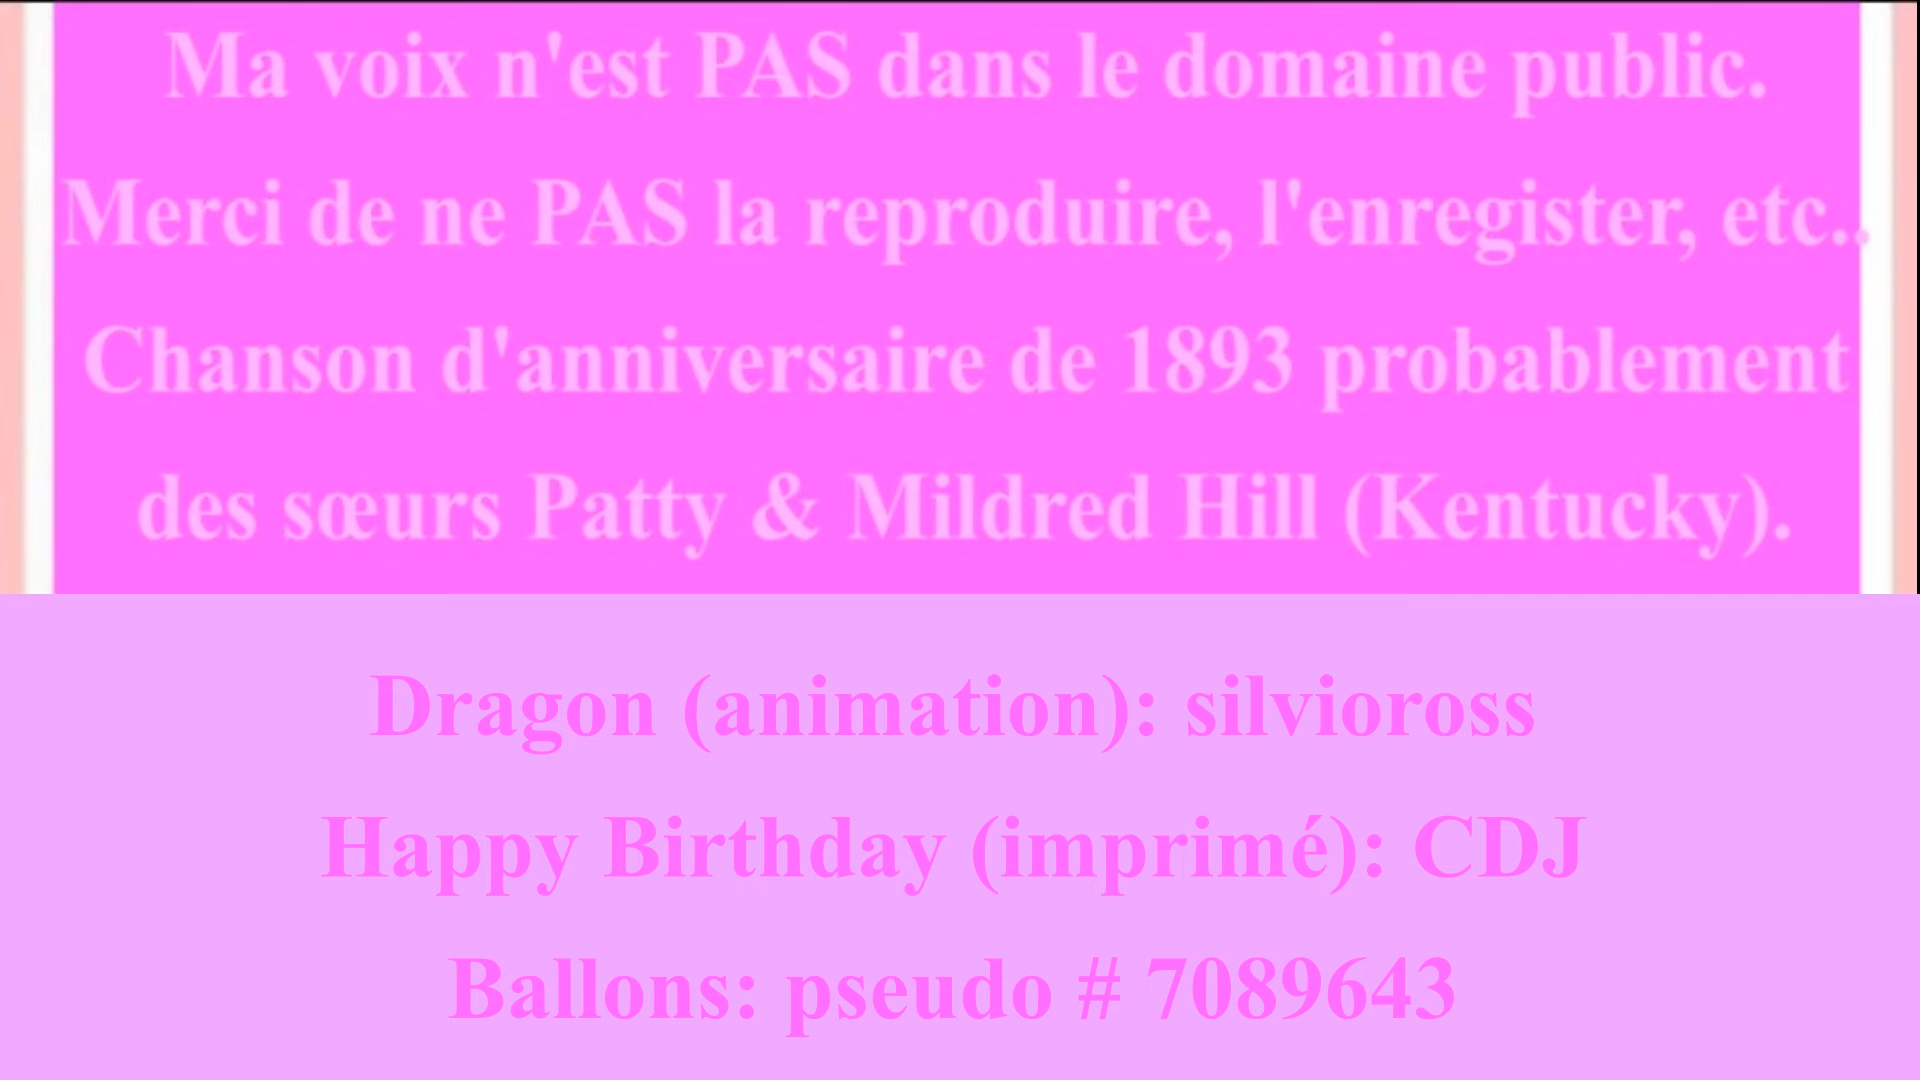 Ma voix n'est PAS dans le domaine public.
Merci de ne PAS la reproduire, l'enregister, etc..
Chanson d'anniversaire de 1893 probablement
des sœurs Patty & Mildred Hill (Kentucky).
Dragon (animation): silvioross
Happy Birthday (imprimé): CDJ
Ballons: pseudo # 7089643